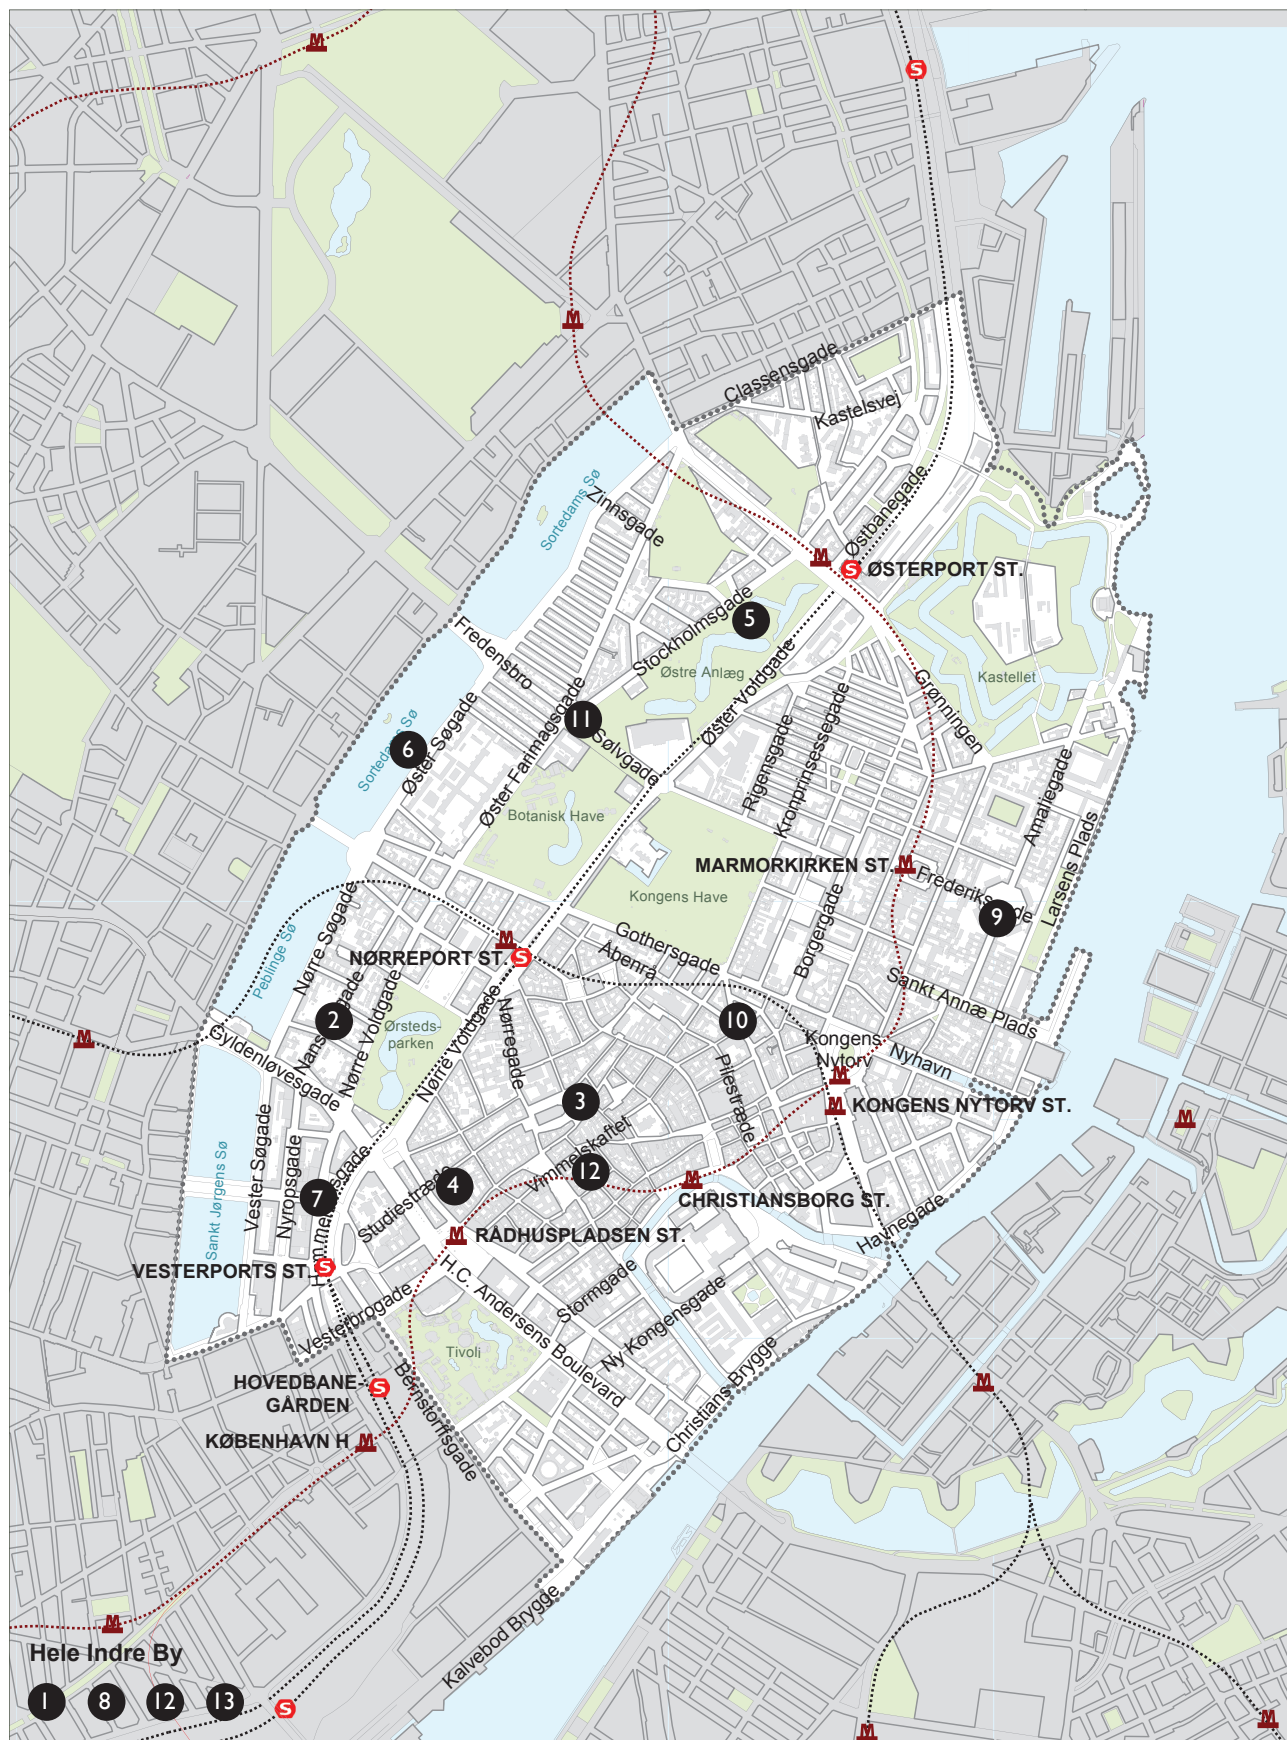 M
S
M
Classensgade
Kastelsvej
Sortedams Sø
Zinnsgade
Østbanegade
M
S ØSTERPORT ST.
5
Stockholmsgade
Fredensbro
Østre Anlæg
Kastellet
Øster Voldgade
Grønningen
11
Sølvgade
6
Sortedams Sø
Øster Søgade
Øster Farimagsgade
Rigensgade
Kronprinsessegade
Botanisk Have
Amaliegade
Larsens Plads
MARMORKIRKEN ST. M
Kongens Have
Frederiksgade
9
Borgergade
Gothersgade
Åbenrå
M
NØRREPORT ST. S
Nørre Søgade
Peblinge Sø
Sankt Annæ Plads
2
Nansensgade
Nørre Voldgade
Ørsteds-
parken
Nørre Voldgade
Nørregade
10
Kongens
Nytorv
Nyhavn
M
Gyldenløvesgade
M
M KONGENS NYTORV ST.
Pilestræde
3
M
Vimmelskaftet
12
Vester Søgade
Nyropsgade
Sankt Jørgens Sø
7
Hammerichsgade
Studiestræde
4
M
CHRISTIANSBORG ST.
M RÅDHUSPLADSEN ST.
Havnegade
VESTERPORTS ST. S
H.C. Andersens Boulevard
Stormgade
Ny Kongensgade
Vesterbrogade
Tivoli
Christians Brygge
HOVEDBANE-
GÅRDEN S
Bernstorffsgade
M
KØBENHAVN H M
Kalvebod Brygge
M
Hele Indre By
1 8 12 13
S
M
M